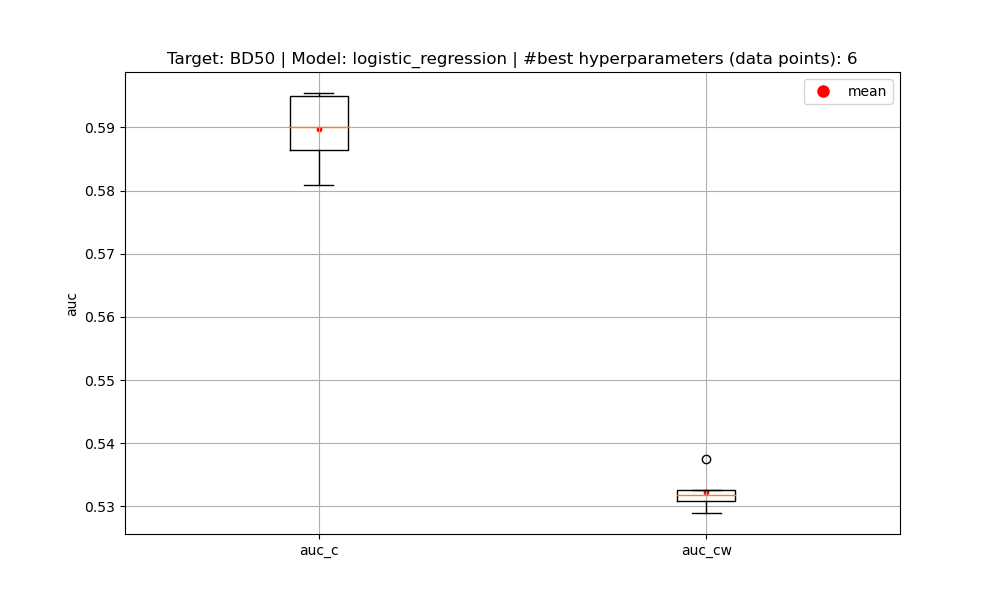 Target: BD50 | Model: logistic_regression | #best hyperparameters (data points): 6
mean
0.59
0.58
0.57
0.56
0.55
0.54
0.53
auc
auc_c
auc_cw